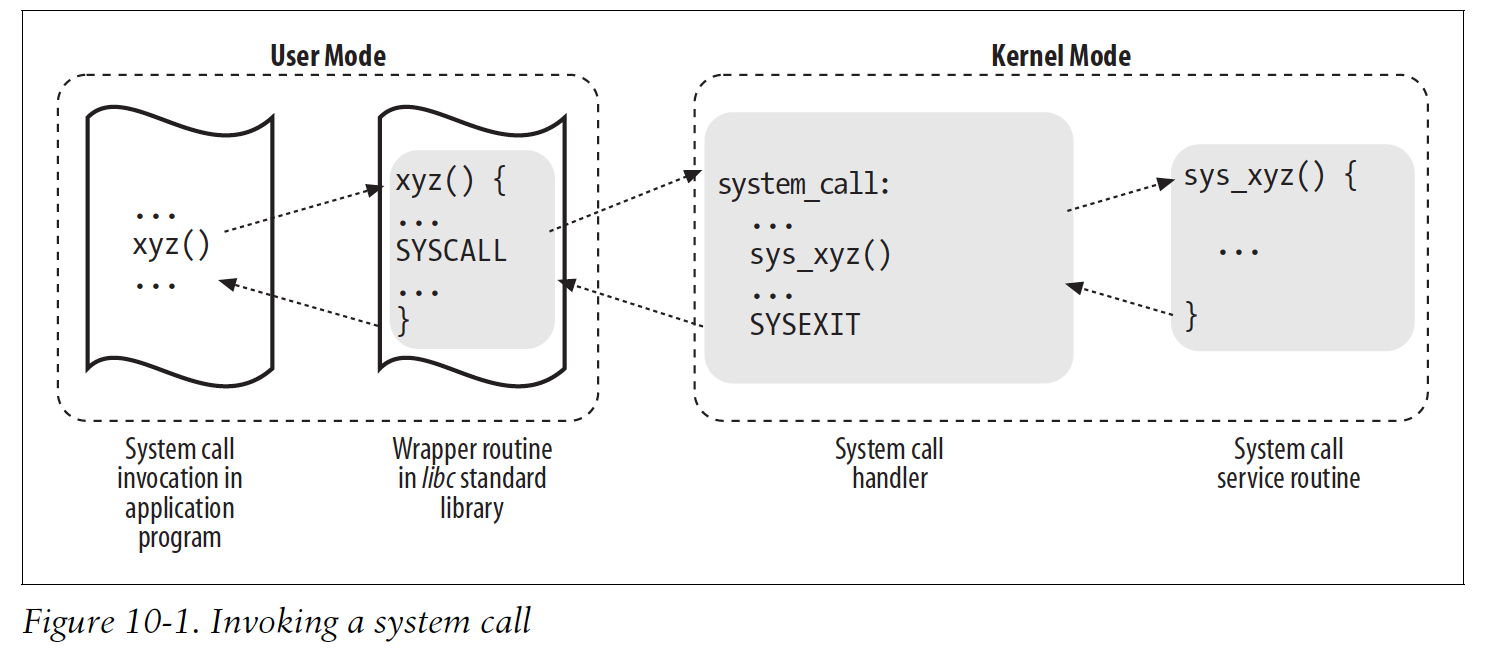 User Mode
Kernel Mode
...
xyz()
...
xyz() {
...
SYSCALL
...
}
system_call:
...
sys_xyz()
...
SYSEXIT
sys_xyz() {
...
}
System call
invocation in
application
program
Wrapper routine
in libc standard
library
System call
handler
System call
service routine
Figure 10-1. Invoking a system call